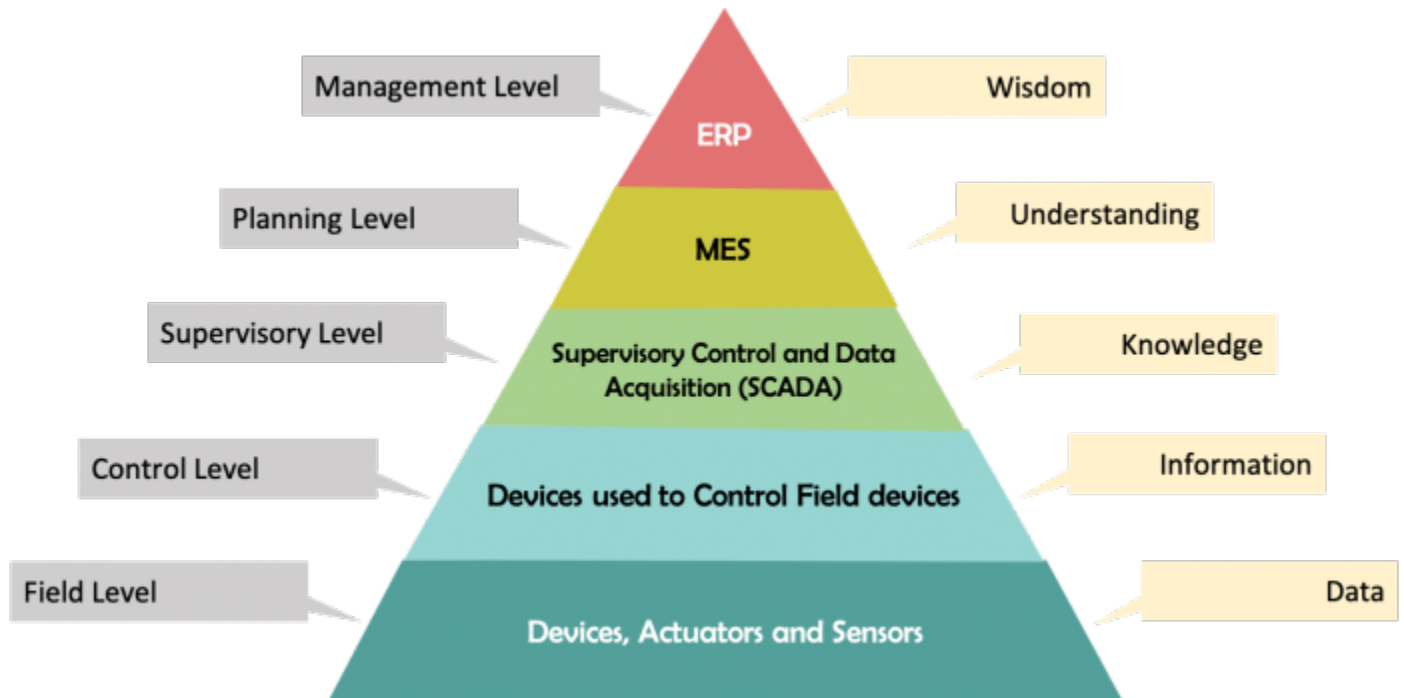 Management Level
Wisdom
ERP
Planning Level
Understanding
MES
Supervisory Level
Knowledge
Supervisory Control and Data
Acquisition (SCADA)
Control Level
Information
Devices used to Control Field devices
Field Level
Data
Devices, Actuators and Sensors